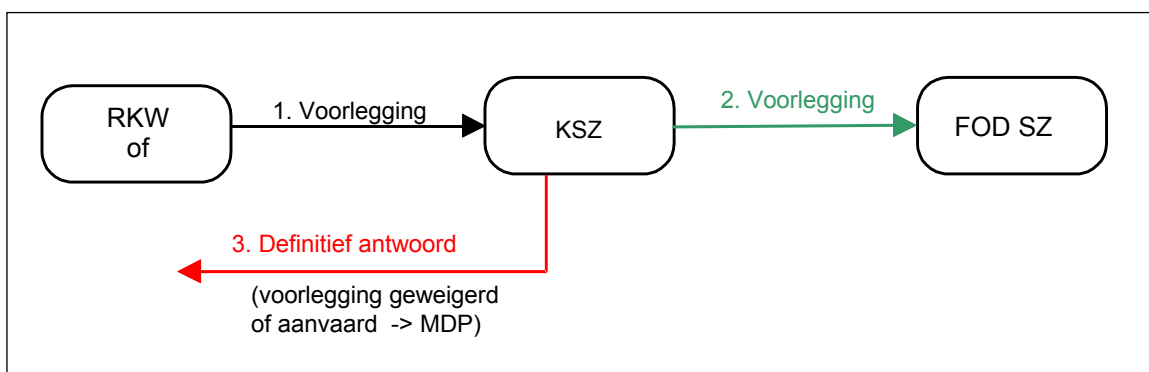 RKW
of
1. Voorlegging
KSZ
2. Voorlegging
FOD SZ
3. Definitief antwoord
(voorlegging geweigerd
of aanvaard -> MDP)